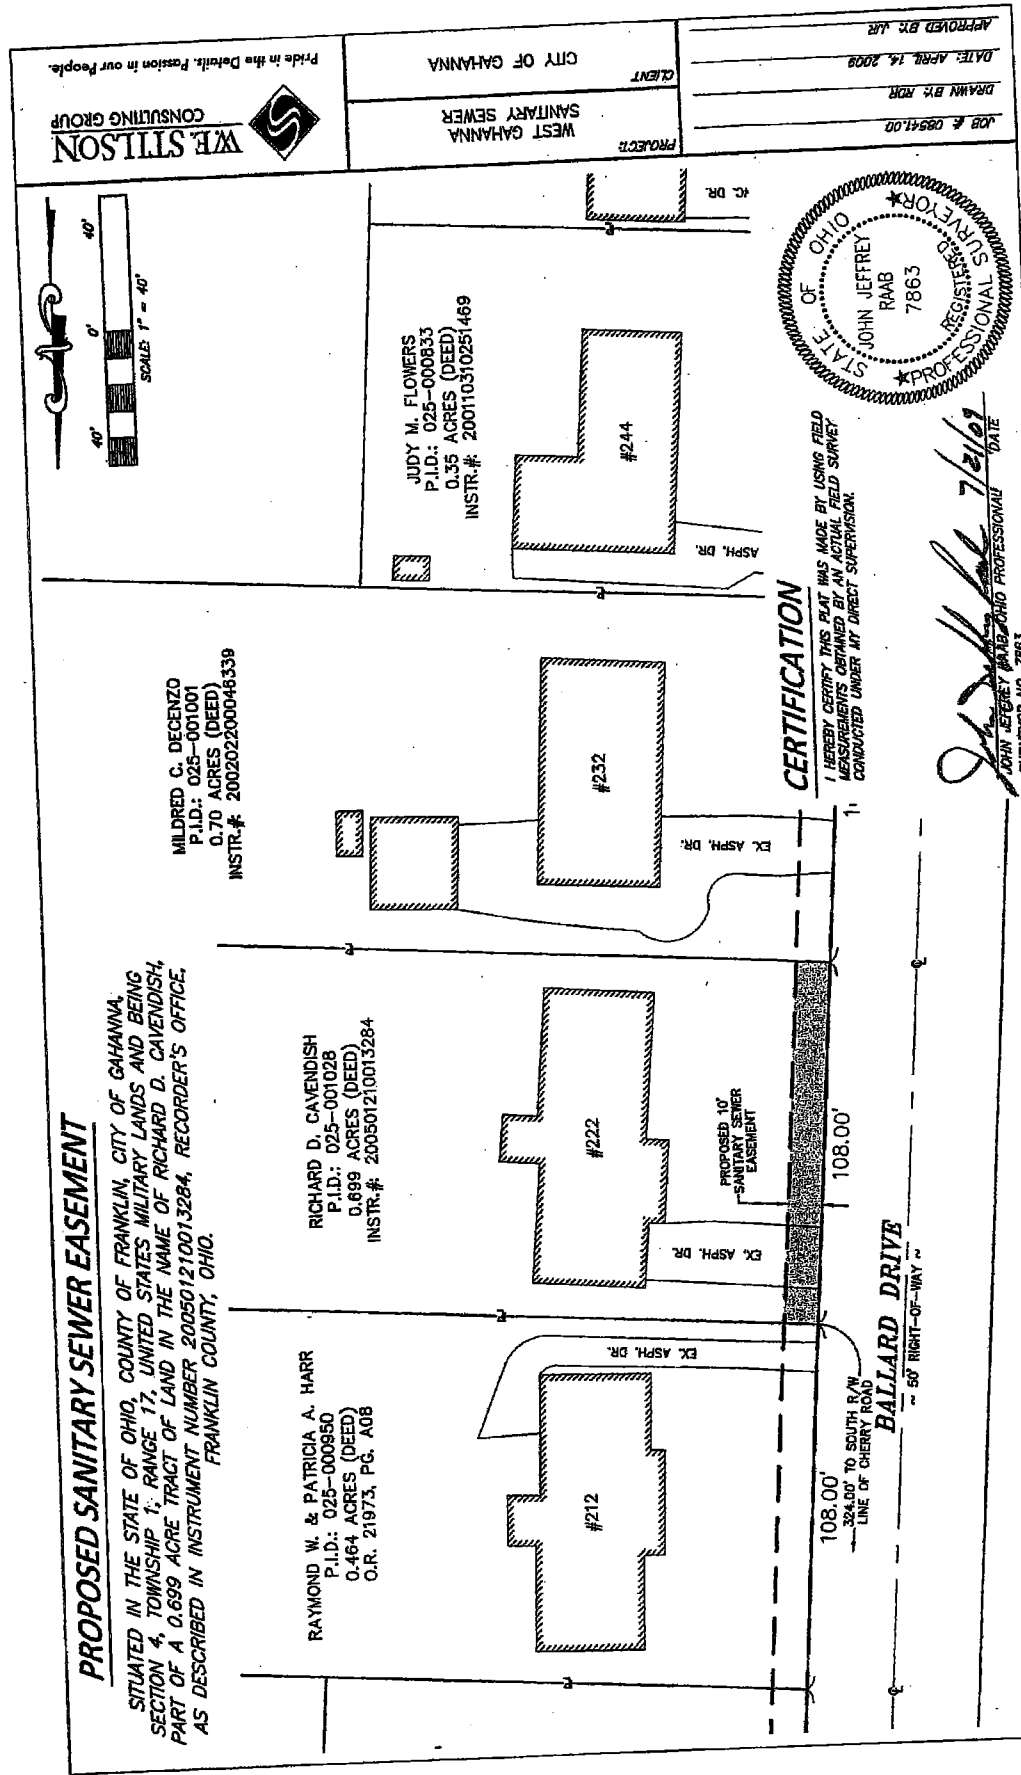 PROPOSED SANITARY SEWER EASEMENT
SITUATED IN THE STATE OF OHIO, COUNTY OF FRANKLIN, CITY OF GAHANNA,
SECTION 4, TOWNSHIP 1, RANGE 17, UNITED STATES MILITARY LANDS AND BEING
PART OF A 0.699 ACRE TRACT OF LAND IN THE NAME OF RICHARD D. CAVENDISH,
AS DESCRIBED IN INSTRUMENT NUMBER 200501210013284, RECORDER'S OFFICE,
FRANKLIN COUNTY, OHIO.
40' 0' 40'
SCALE: 1" = 40'
RAYMOND W. & PATRICIA A. HARR
P.I.D.: 025-000950
0.464 ACRES (DEED)
O.R. 21973, PG. A08
#212
EX. ASPH. DR.
RICHARD D. CAVENDISH
P.I.D.: 025-001028
0.699 ACRES (DEED)
INSTR.#: 200501210013284
#222
EX. ASPH. DR.
PROPOSED 10'
SANITARY SEWER
EASEMENT
MILDRED C. DECENZO
P.I.D.: 025-001001
0.70 ACRES (DEED)
INSTR.#: 200202200046339
#232
EX. ASPH. DR.
JUDY M. FLOWERS
P.I.D.: 025-000833
0.35 ACRES (DEED)
INSTR.#: 200110310251469
#244
ASPH. DR.
DR.
108.00'
108.00'
324.00' TO SOUTH R/W
LINE OF CHERRY ROAD
BALLARD DRIVE
~ 50' RIGHT-OF-WAY ~
CERTIFICATION
I HEREBY CERTIFY THIS PLAT WAS MADE BY USING FIELD
MEASUREMENTS OBTAINED BY AN ACTUAL FIELD SURVEY
CONDUCTED UNDER MY DIRECT SUPERVISION.
7/21/09
JOHN JEFFREY RAAB, OHIO PROFESSIONAL DATE
STATE OF OHIO
JOHN JEFFREY
RAAB
7863
REGISTERED
PROFESSIONAL SURVEYOR
W.E. STILSON
CONSULTING GROUP
Pride in the Details. Passion in our People.
PROJECT:
WEST GAHANNA
SANITARY SEWER
CLIENT
CITY OF GAHANNA
JOB #: 08541.00
DRAWN BY: RDR
DATE: APRIL 14, 2009
APPROVED BY: JJR